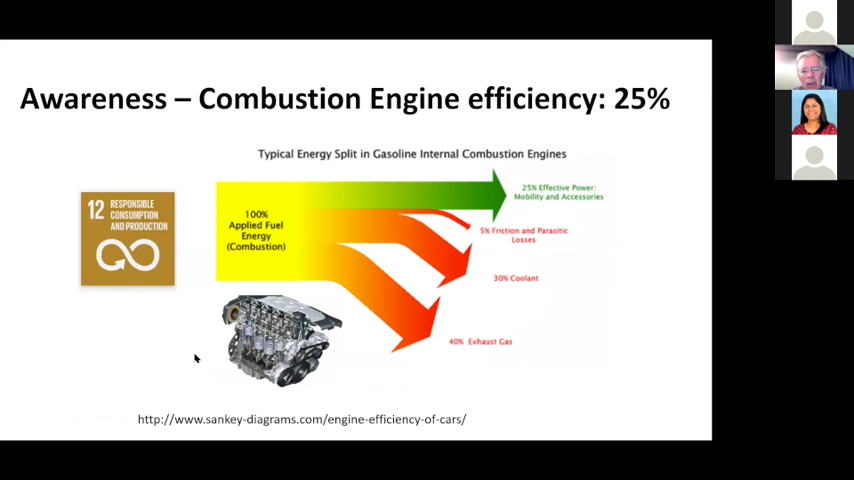 Awareness – Combustion Engine efficiency: 25%
Typical Energy Split in Gasoline Internal Combustion Engines
12 RESPONSIBLE
CONSUMPTION
AND PRODUCTION
100%
Applied Fuel
Energy
(Combustion)
25% Effective Power:
Mobility and Accessories
5% Friction and Parasitic
Losses
30% Coolant
40% Exhaust Gas
http://www.sankey-diagrams.com/engine-efficiency-of-cars/